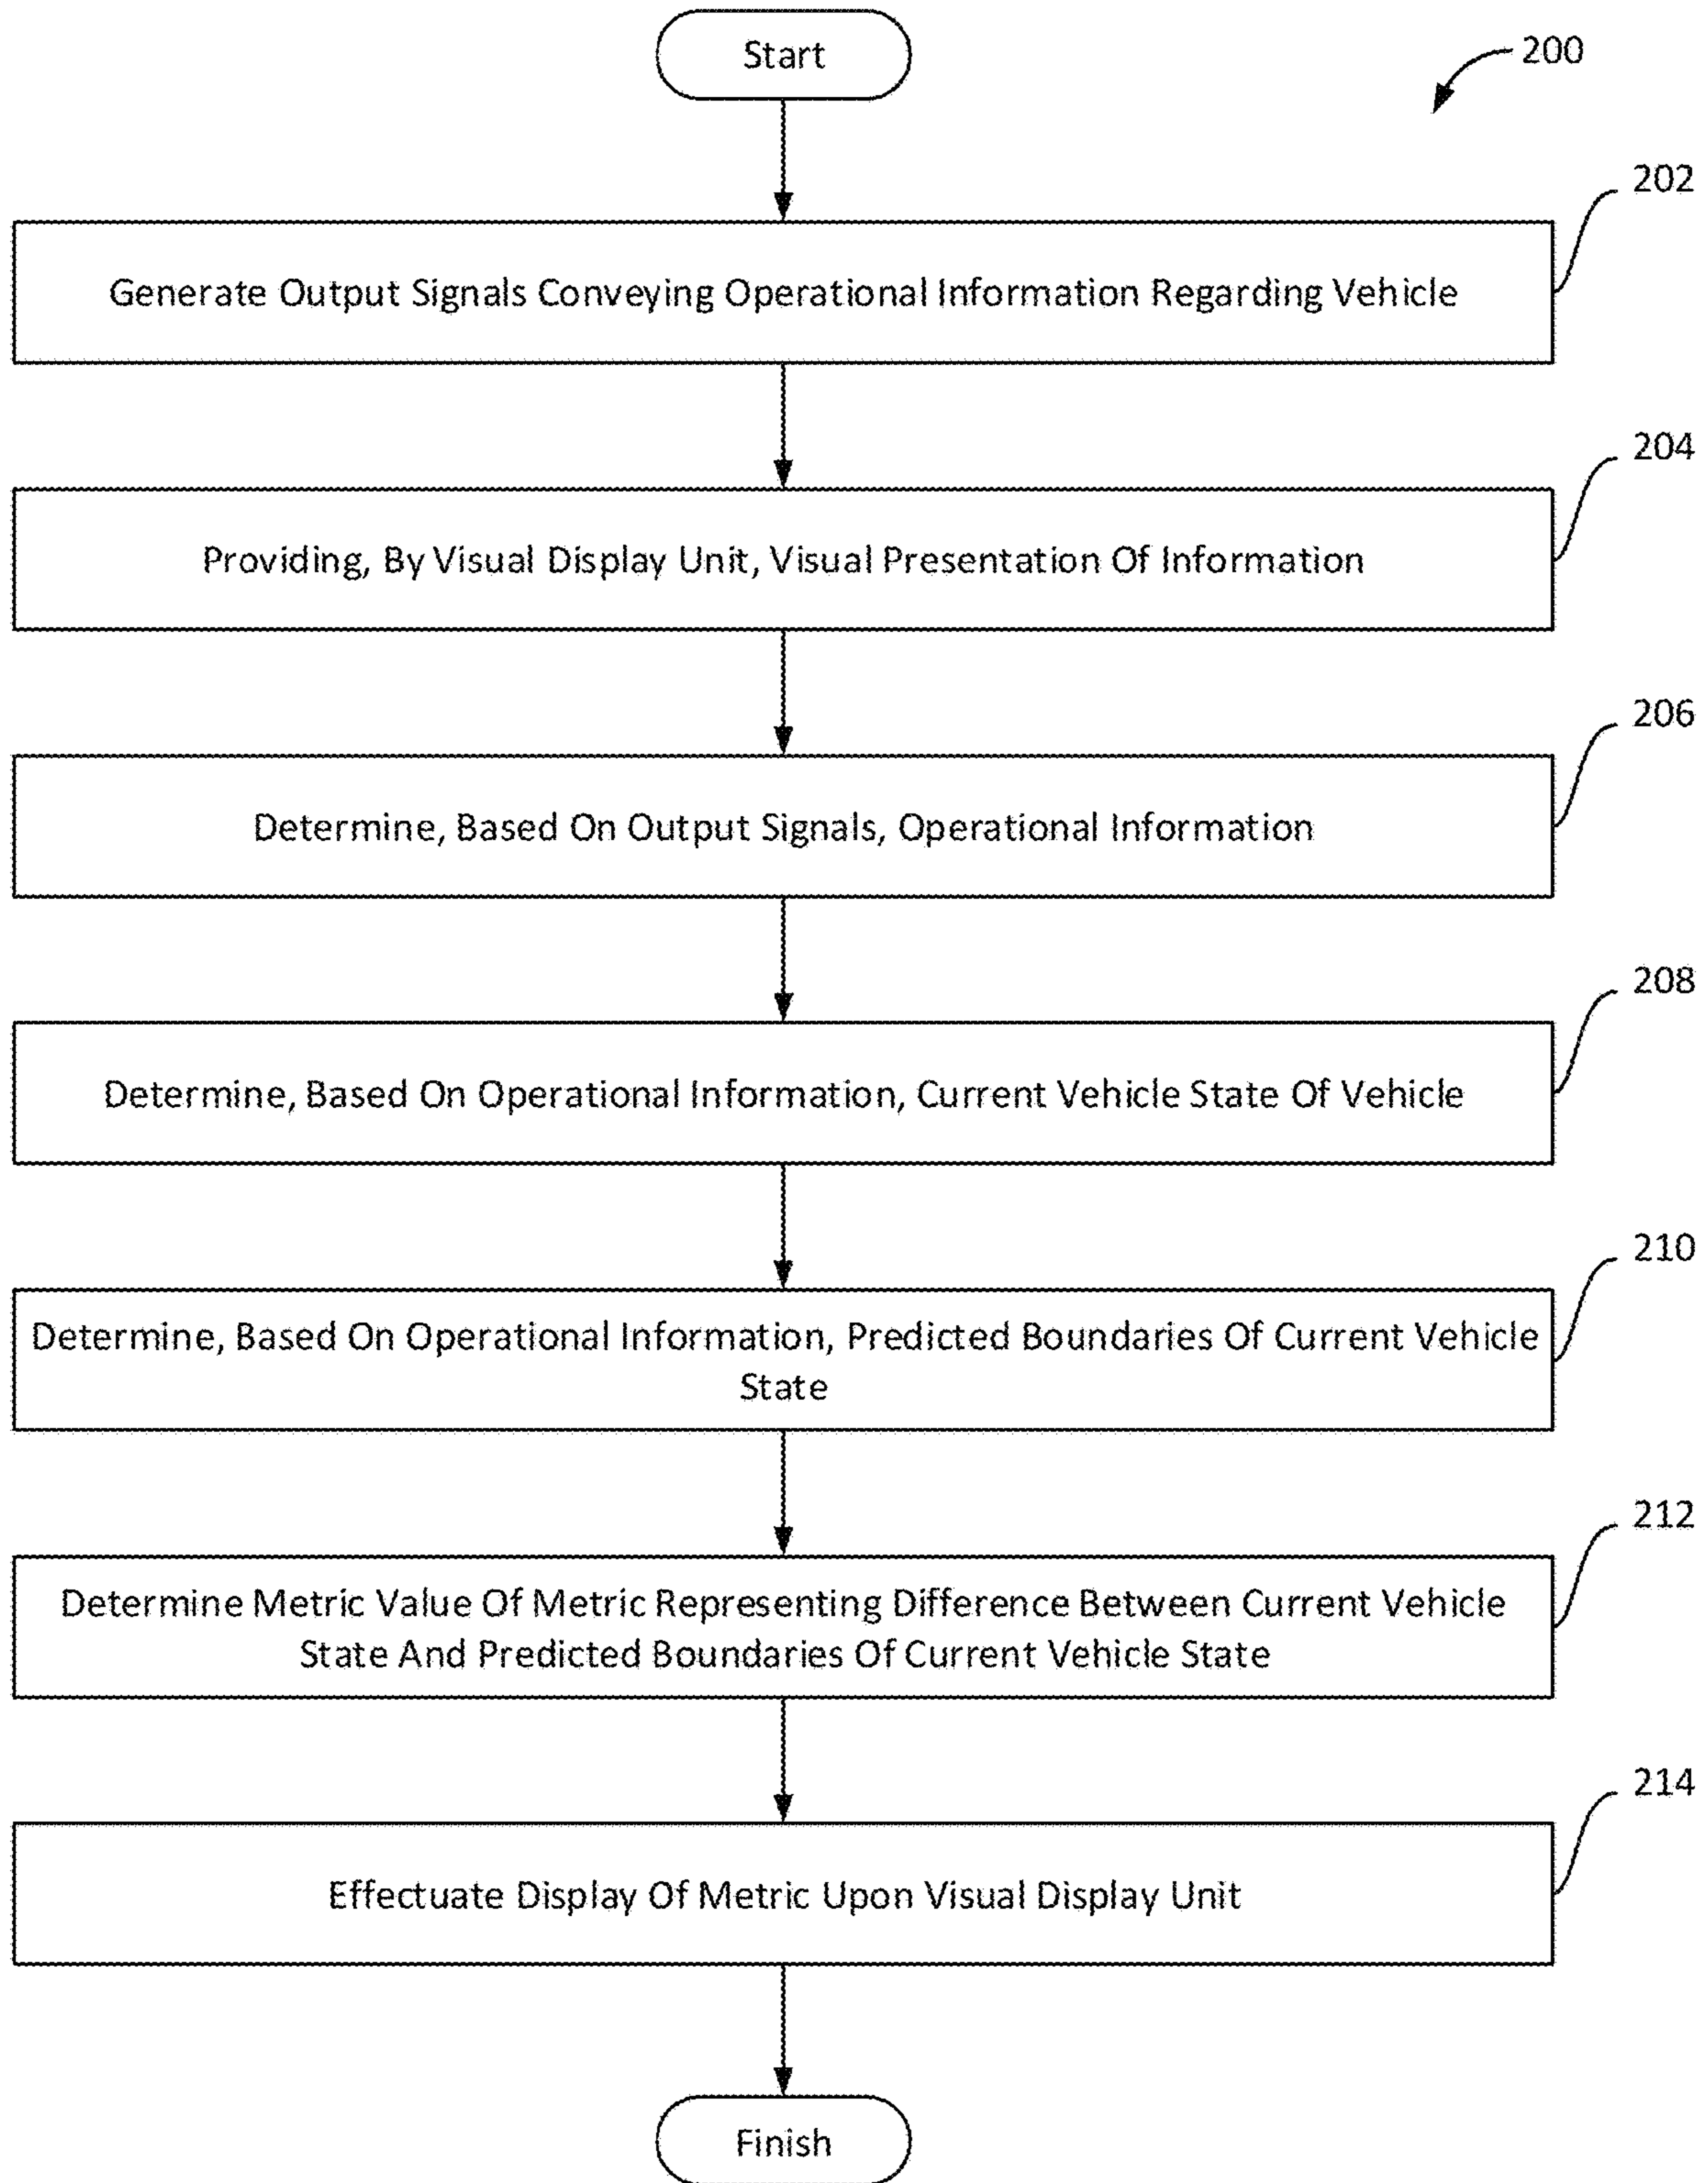 Start
200
202
Generate Output Signals Conveying Operational Information Regarding Vehicle
204
Providing, By Visual Display Unit, Visual Presentation Of Information
206
Determine, Based On Output Signals, Operational Information
208
Determine, Based On Operational Information, Current Vehicle State Of Vehicle
210
Determine, Based On Operational Information, Predicted Boundaries Of Current Vehicle
State
212
Determine Metric Value Of Metric Representing Difference Between Current Vehicle
State And Predicted Boundaries Of Current Vehicle State
214
Effectuate Display Of Metric Upon Visual Display Unit
Finish